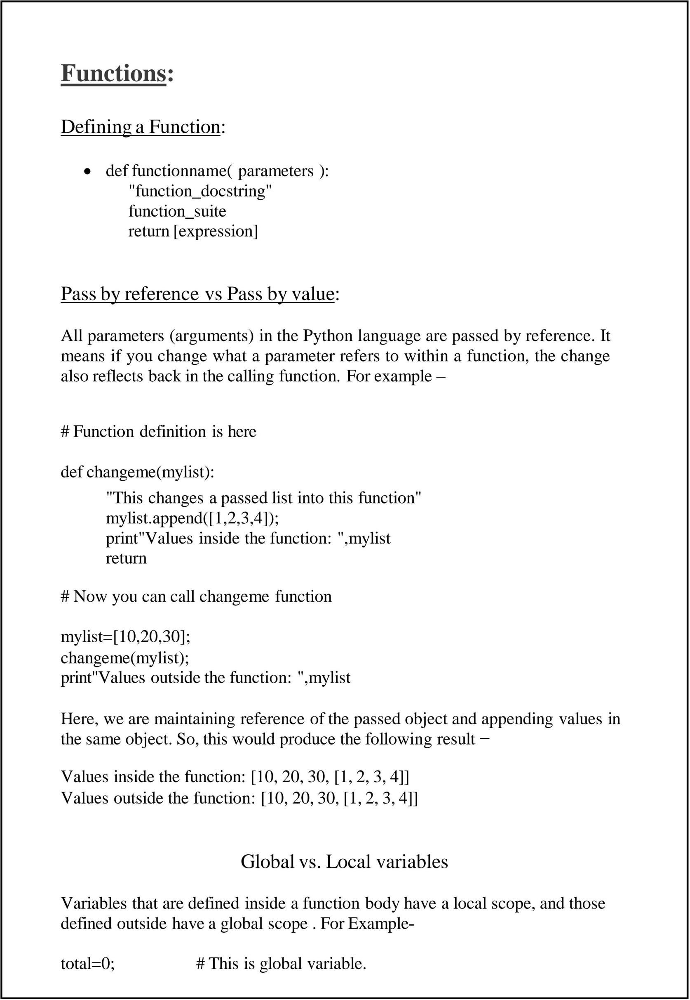 Functions:
Defining a Function:
• def functionname( parameters ):
"function_docstring"
function_suite
return [expression]
Pass by reference vs Pass by value:
All parameters (arguments) in the Python language are passed by reference. It
means if you change what a parameter refers to within a function, the change
also reflects back in the calling function. For example –
# Function definition is here
def changeme(mylist):
"This changes a passed list into this function"
mylist.append([1,2,3,4]);
print"Values inside the function: ",mylist
return
# Now you can call changeme function
mylist=[10,20,30];
changeme(mylist);
print"Values outside the function: ",mylist
Here, we are maintaining reference of the passed object and appending values in
the same object. So, this would produce the following result −
Values inside the function: [10, 20, 30, [1, 2, 3, 4]]
Values outside the function: [10, 20, 30, [1, 2, 3, 4]]
Global vs. Local variables
Variables that are defined inside a function body have a local scope, and those
defined outside have a global scope . For Example-
total=0; # This is global variable.